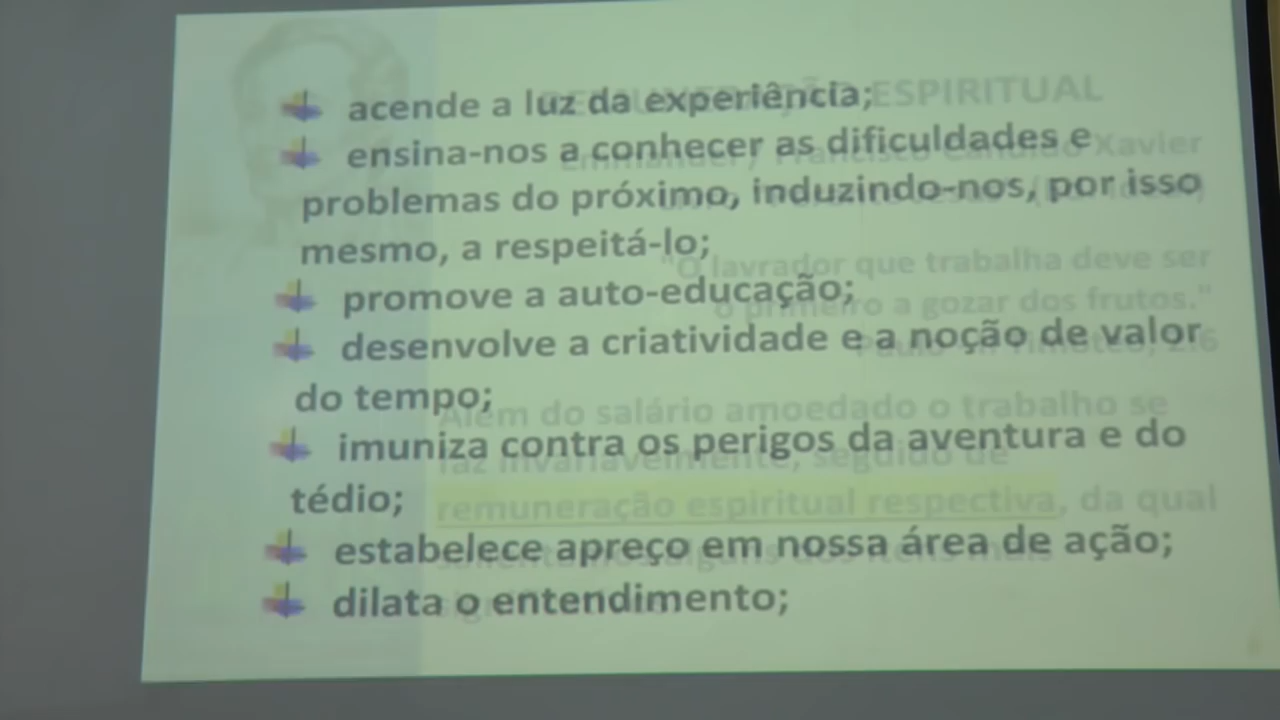 acende a luz da experiência;
ensina-nos a conhecer as dificuldades e
problemas do próximo, induzindo-nos, por isso
mesmo, a respeitá-lo;
promove a auto-educação;
desenvolve a criatividade e a noção de valor
do tempo;
imuniza contra os perigos da aventura e do
tédio;
estabelece apreço em nossa área de ação;
dilata o entendimento;
ESPIRITUAL
Xavier
"O lavrador que trabalha deve ser
o primeiro a gozar dos frutos."
Além do salário amoedado o trabalho se
faz invariavelmente, seguido de
remuneração espiritual respectiva, da qual